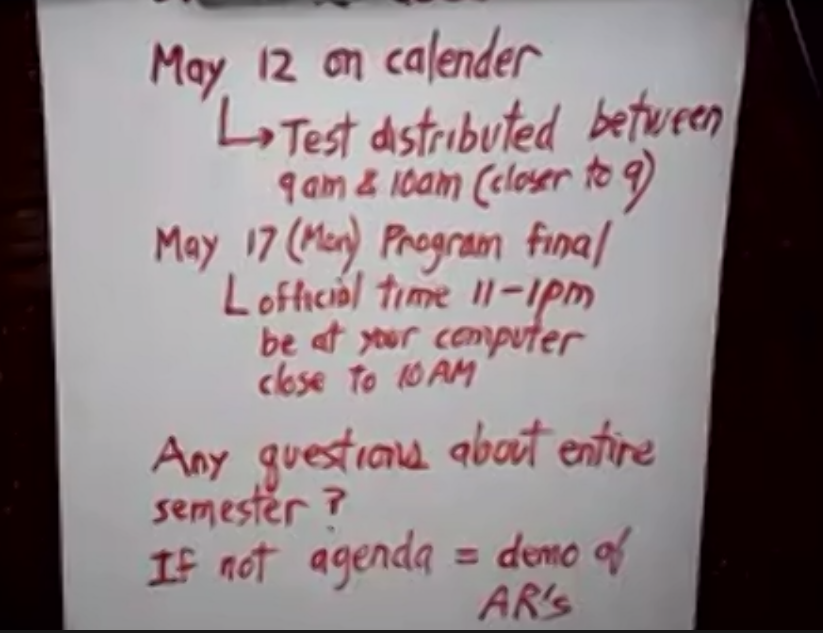 May 12 on calender
↳ Test distributed between
9am & 10am (closer to 9)
May 17 (Mon) Program final
L official time 11-1pm
be at your computer
close to 10AM
Any questions about entire
semester?
If not agenda = demo of
AR's